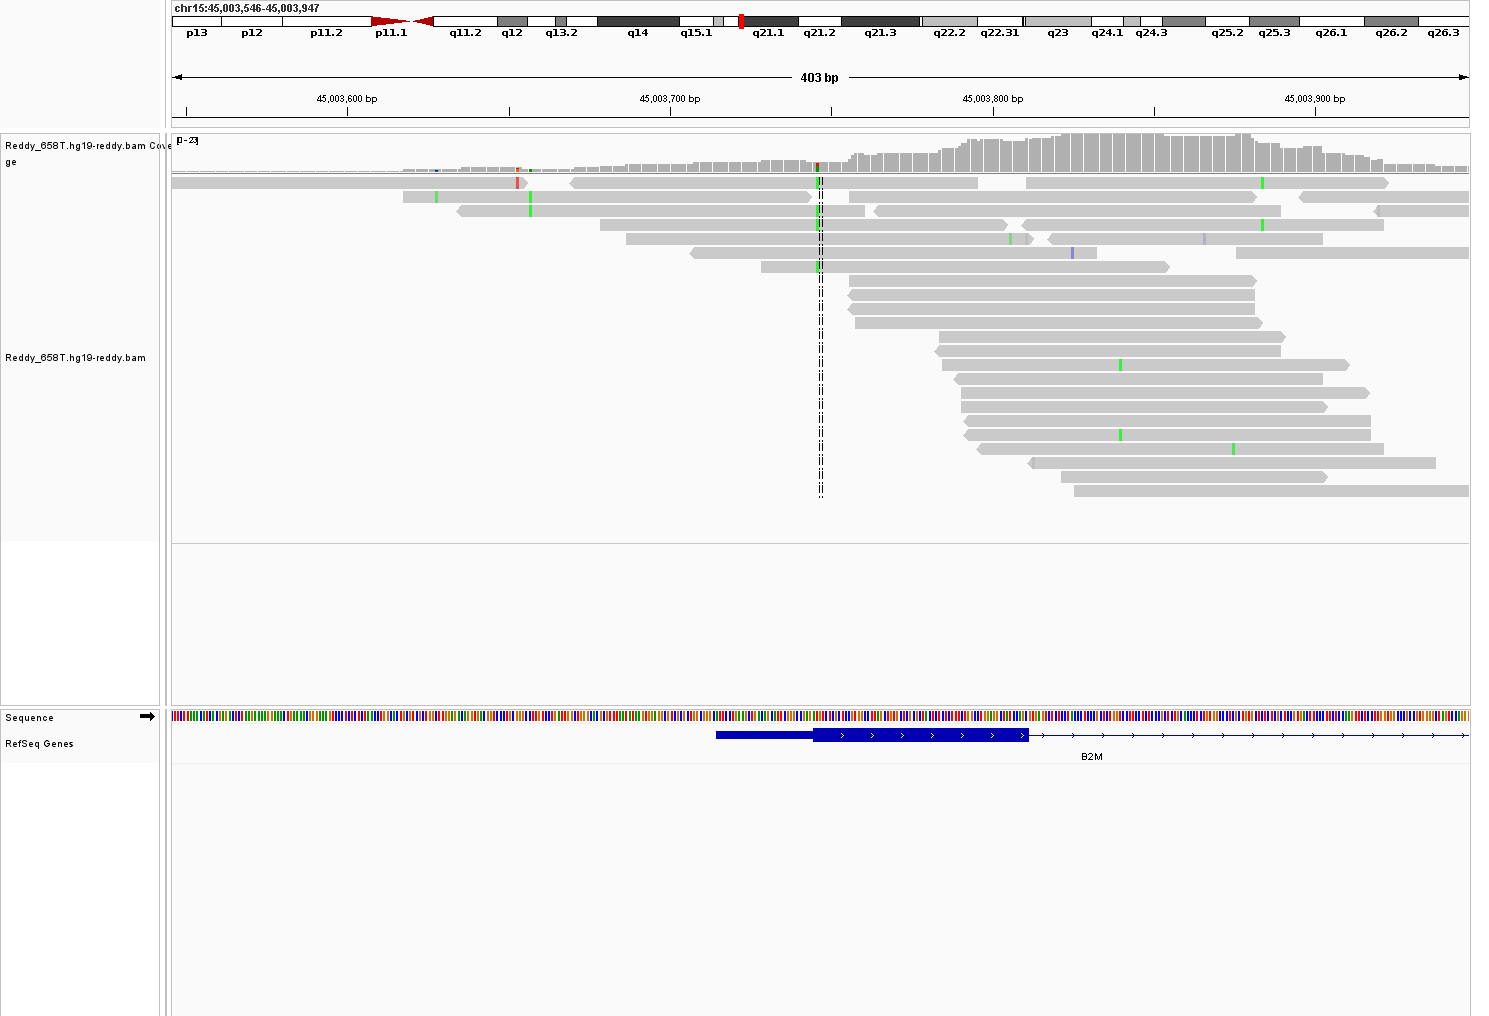 chr15:45,003,546-45,003,947
p13 p12 p11.2 p11.1 q11.2 q12 q13.2 q14 q15.1 q21.1 q21.2 q21.3 q22.2 q22.31 q23 q24.1 q24.3 q25.2 q25.3 q26.1 q26.2 q26.3
403 bp
45,003,600 bp 45,003,700 bp 45,003,800 bp 45,003,900 bp
Reddy_658T.hg19-reddy.bam Cove
ge
[0-23]
Reddy_658T.hg19-reddy.bam
Sequence
RefSeq Genes
B2M